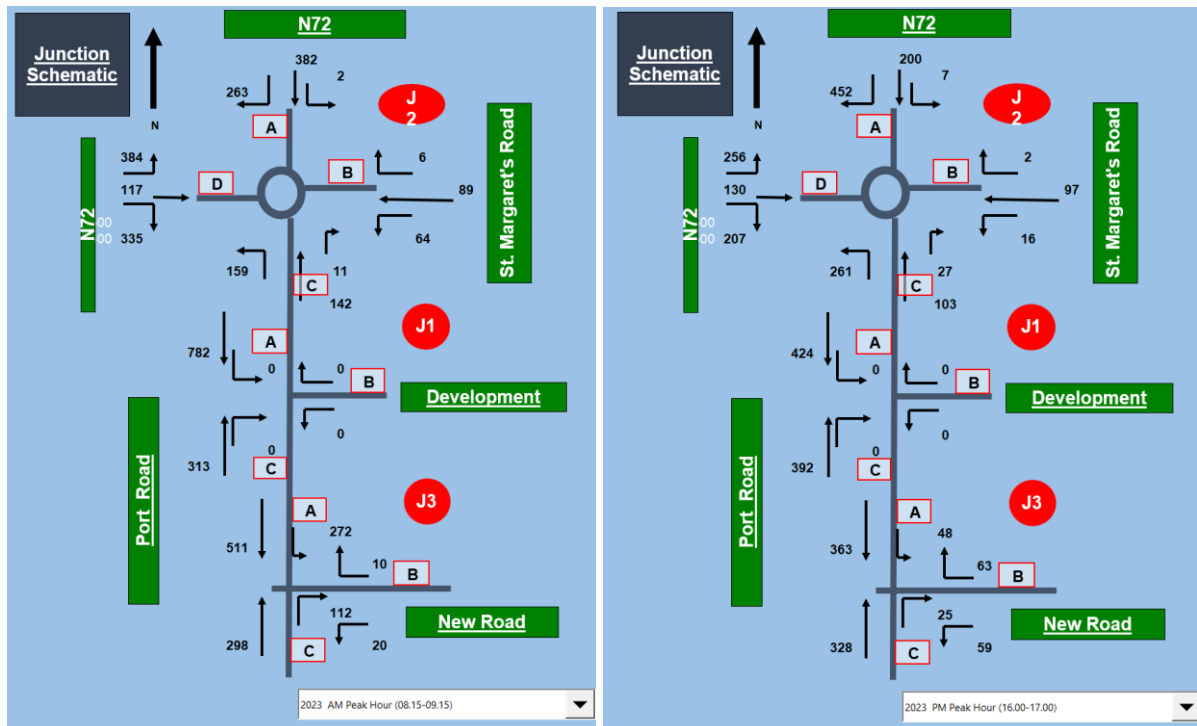 N72
Junction
Schematic
N
382
2
263
J
2
A
St. Margaret's Road
N72
00
00
384
117
335
D
B
6
89
64
159
11
C
142
J1
782
A
0
0
B
Development
0
0
313
C
Port Road
J3
A
272
511
10
B
New Road
112
298
20
C
2023 AM Peak Hour (08.15-09.15)
N72
Junction
Schematic
N
200
7
452
J
2
A
St. Margaret's Road
N72
00
00
256
130
207
D
B
2
97
16
261
27
C
103
J1
424
A
0
0
B
Development
0
0
392
C
Port Road
J3
A
48
363
63
B
New Road
25
328
59
C
2023 PM Peak Hour (16.00-17.00)